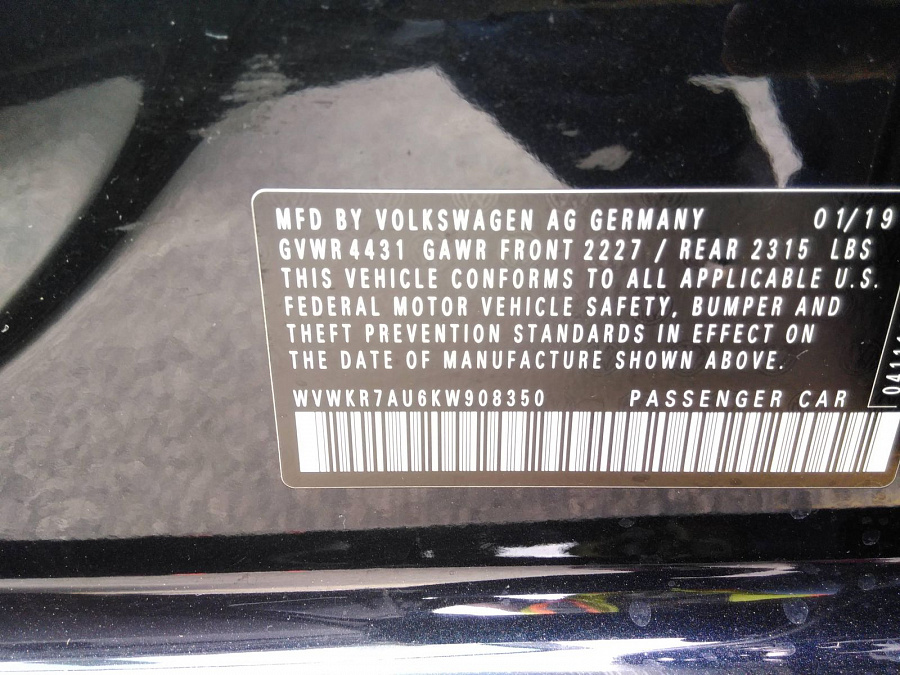 MFD BY VOLKSWAGEN AG GERMANY 01/19
GVWR 4431 GAWR FRONT 2227 / REAR 2315 LBS
THIS VEHICLE CONFORMS TO ALL APPLICABLE U.S.
FEDERAL MOTOR VEHICLE SAFETY, BUMPER AND
THEFT PREVENTION STANDARDS IN EFFECT ON
THE DATE OF MANUFACTURE SHOWN ABOVE.
WVWKR7AU6KW908350 PASSENGER CAR